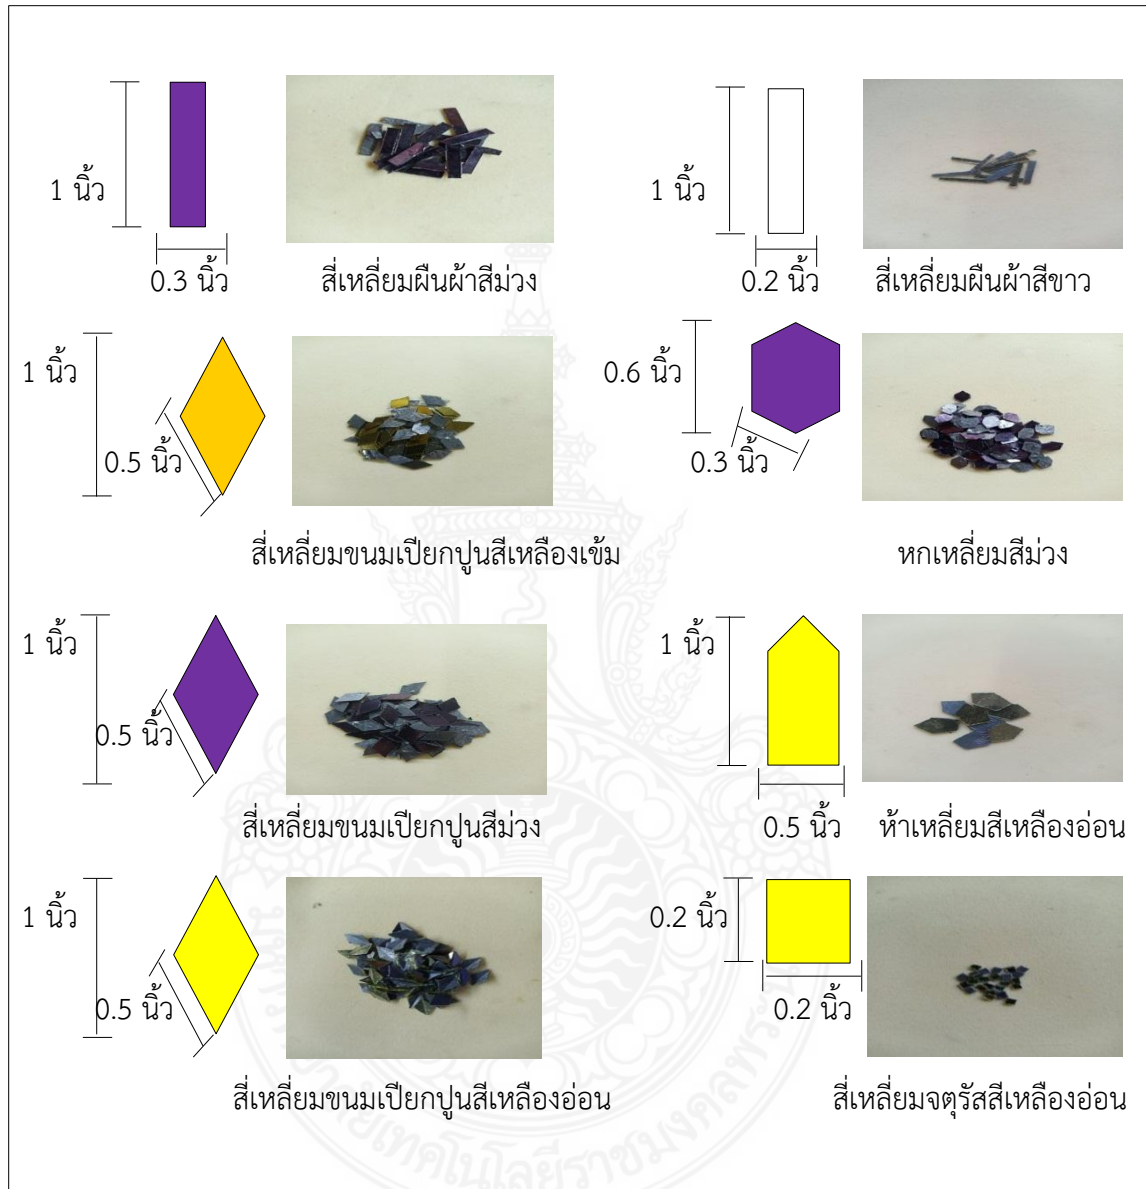 1 นิ้ว
0.3 นิ้ว
สี่เหลี่ยมผืนผ้าสีม่วง
1 นิ้ว
0.2 นิ้ว
สี่เหลี่ยมผืนผ้าสีขาว
1 นิ้ว
0.5 นิ้ว
สี่เหลี่ยมขนมเปียกปูนสีเหลืองเข้ม
0.6 นิ้ว
0.3 นิ้ว
หกเหลี่ยมสีม่วง
1 นิ้ว
0.5 นิ้ว
สี่เหลี่ยมขนมเปียกปูนสีม่วง
1 นิ้ว
0.5 นิ้ว
ห้าเหลี่ยมสีเหลืองอ่อน
1 นิ้ว
0.5 นิ้ว
สี่เหลี่ยมขนมเปียกปูนสีเหลืองอ่อน
0.2 นิ้ว
0.2 นิ้ว
สี่เหลี่ยมจตุรัสสีเหลืองอ่อน